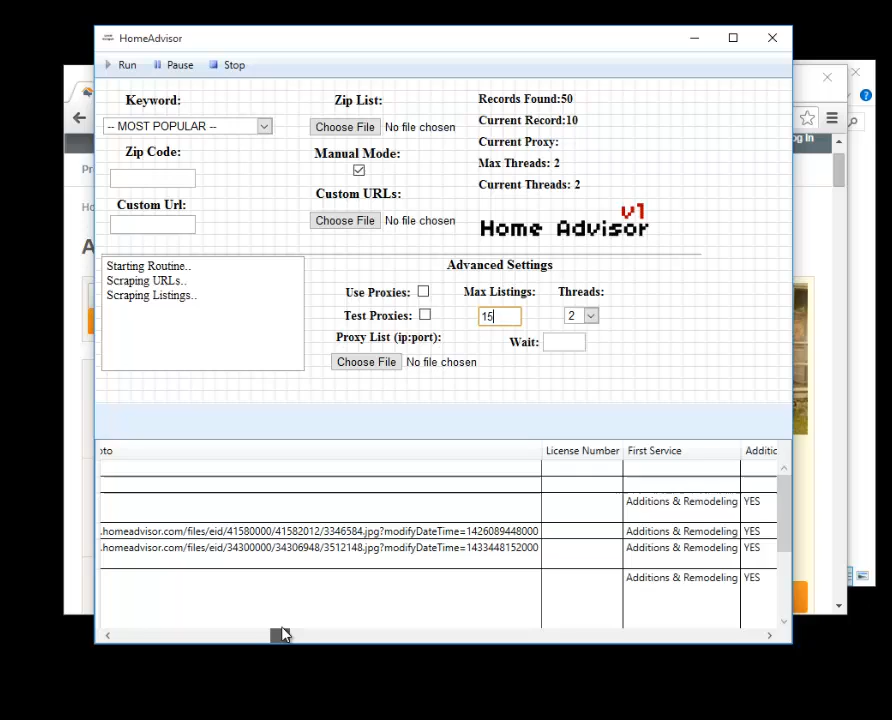 HomeAdvisor
Run Pause Stop
Keyword:
-- MOST POPULAR --
Zip Code:
Custom Url:
Zip List:
Choose File No file chosen
Manual Mode:
Custom URLs:
Choose File No file chosen
Records Found:50
Current Record:10
Current Proxy:
Max Threads: 2
Current Threads: 2
v1
Home Advisor
Starting Routine..
Scraping URLs..
Scraping Listings..
Advanced Settings
Use Proxies:
Max Listings:
Threads:
Test Proxies:
15
2
Proxy List (ip:port):
Wait:
Choose File No file chosen
oto License Number First Service Additic
Additions & Remodeling YES
.homeadvisor.com/files/eid/41580000/41582012/3346584.jpg?modifyDateTime=1426089448000 Additions & Remodeling YES
.homeadvisor.com/files/eid/34300000/34306948/3512148.jpg?modifyDateTime=1433448152000 Additions & Remodeling YES
Additions & Remodeling YES
og In
Pr
Ho
A